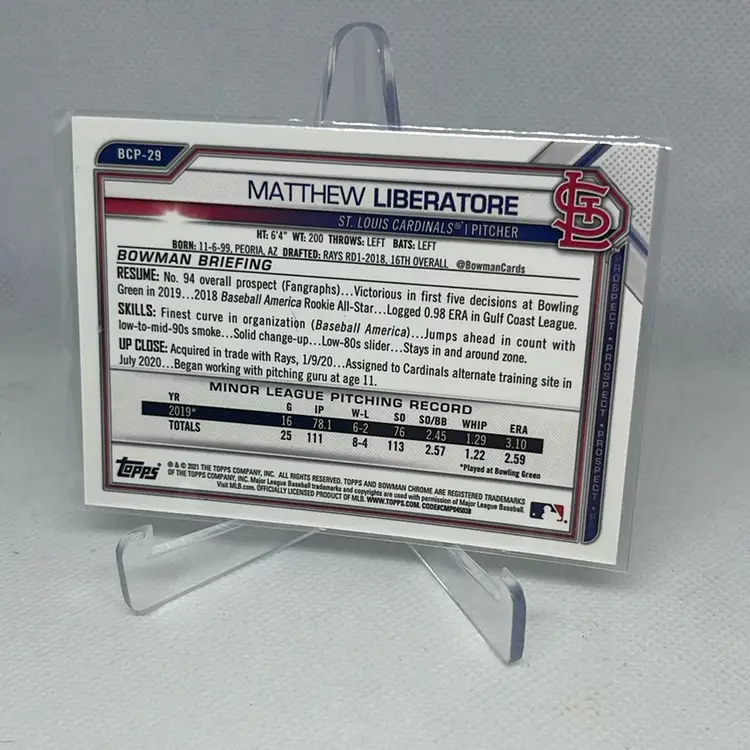 BCP-29
MATTHEW LIBERATORE
ST. LOUIS CARDINALS® | PITCHER
HT: 6'4" WT: 200 THROWS: LEFT BATS: LEFT
BORN: 11-6-99, PEORIA, AZ DRAFTED: RAYS RD1-2018, 16TH OVERALL @BowmanCards
BOWMAN BRIEFING
RESUME: No. 94 overall prospect (Fangraphs)...Victorious in first five decisions at Bowling
Green in 2019...2018 Baseball America Rookie All-Star...Logged 0.98 ERA in Gulf Coast League.
SKILLS: Finest curve in organization (Baseball America)...Jumps ahead in count with
low-to-mid-90s smoke...Solid change-up...Low-80s slider...Stays in and around zone.
UP CLOSE: Acquired in trade with Rays, 1/9/20...Assigned to Cardinals alternate training site in
July 2020...Began working with pitching guru at age 11.
MINOR LEAGUE PITCHING RECORD
YR G IP W-L SO SO/BB WHIP ERA
2019* 16 78.1 6-2 76 2.45 1.29 3.10
TOTALS 25 111 8-4 113 2.57 1.22 2.59
*Played at Bowling Green
topps
® & © 2021 THE TOPPS COMPANY, INC. ALL RIGHTS RESERVED. TOPPS AND BOWMAN CHROME ARE REGISTERED TRADEMARKS
OF THE TOPPS COMPANY, INC. Major League Baseball trademarks and copyrights are used with permission of Major League Baseball.
Visit MLB.com. OFFICIALLY LICENSED PRODUCT OF MLB. WWW.TOPPS.COM. CODE#CMP045038
STL
PROSPECT • PROSPECT • PROSPECT • PROSPECT